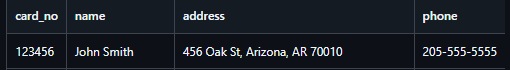 card_no name address phone
123456 John Smith 456 Oak St, Arizona, AR 70010 205-555-5555